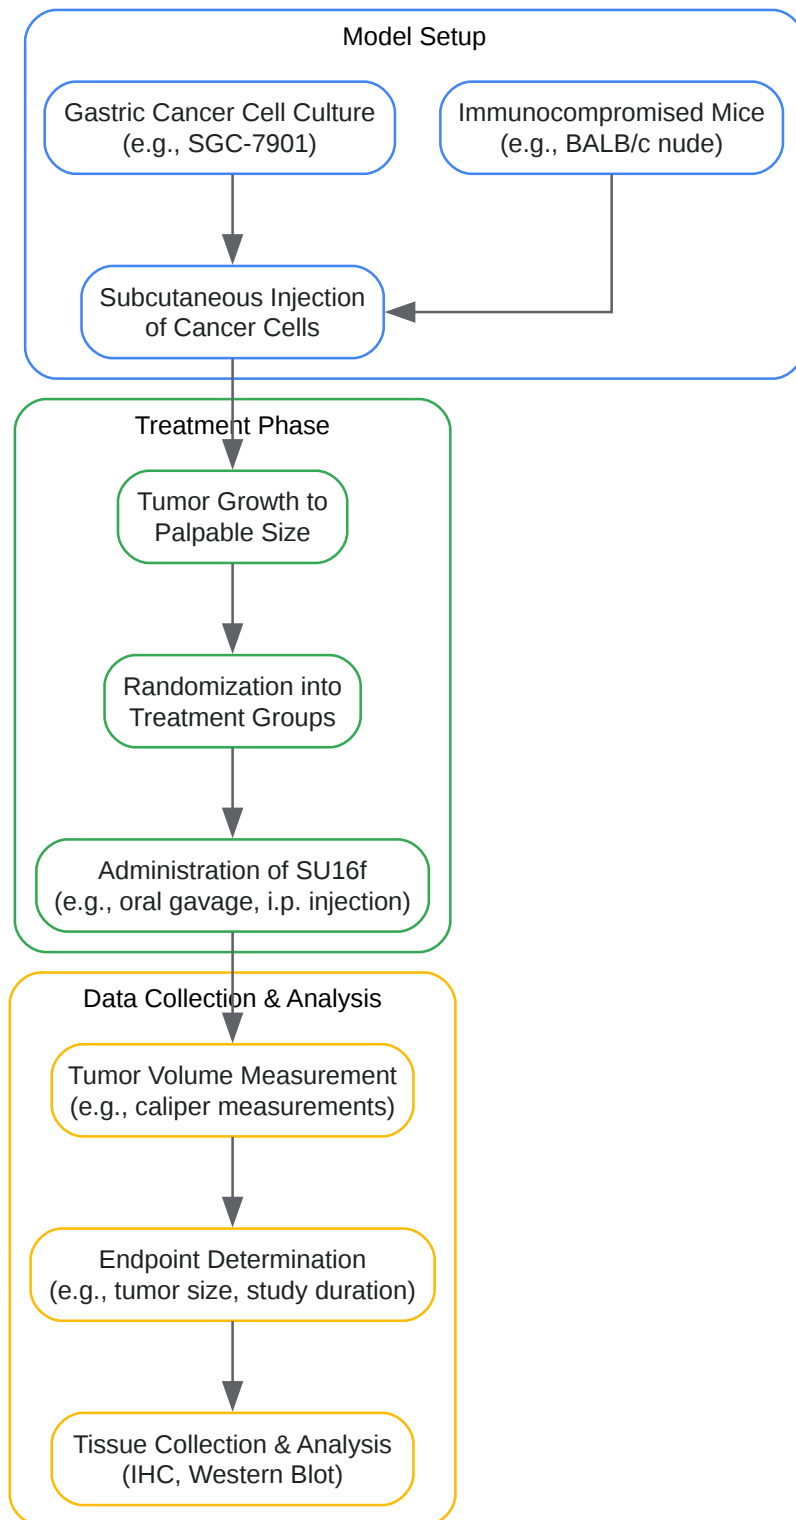 Model Setup
Gastric Cancer Cell Culture
(e.g., SGC-7901)
Immunocompromised Mice
(e.g., BALB/c nude)
Subcutaneous Injection
of Cancer Cells
Treatment Phase
Tumor Growth to
Palpable Size
Randomization into
Treatment Groups
Administration of SU16f
(e.g., oral gavage, i.p. injection)
Data Collection & Analysis
Tumor Volume Measurement
(e.g., caliper measurements)
Endpoint Determination
(e.g., tumor size, study duration)
Tissue Collection & Analysis
(IHC, Western Blot)